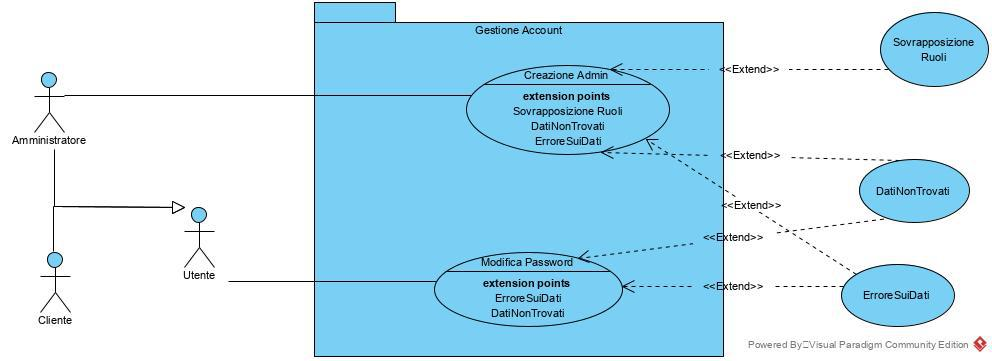 Gestione Account
Sovrapposizione
Ruoli
<<Extend>>
Creazione Admin
extension points
Sovrapposizione Ruoli
DatiNonTrovati
ErroreSuiDati
Amministratore
<<Extend>>
DatiNonTrovati
<<Extend>>
<<Extend>>
Utente
Modifica Password
extension points
ErroreSuiDati
DatiNonTrovati
<<Extend>>
ErroreSuiDati
Cliente
Powered By Visual Paradigm Community Edition